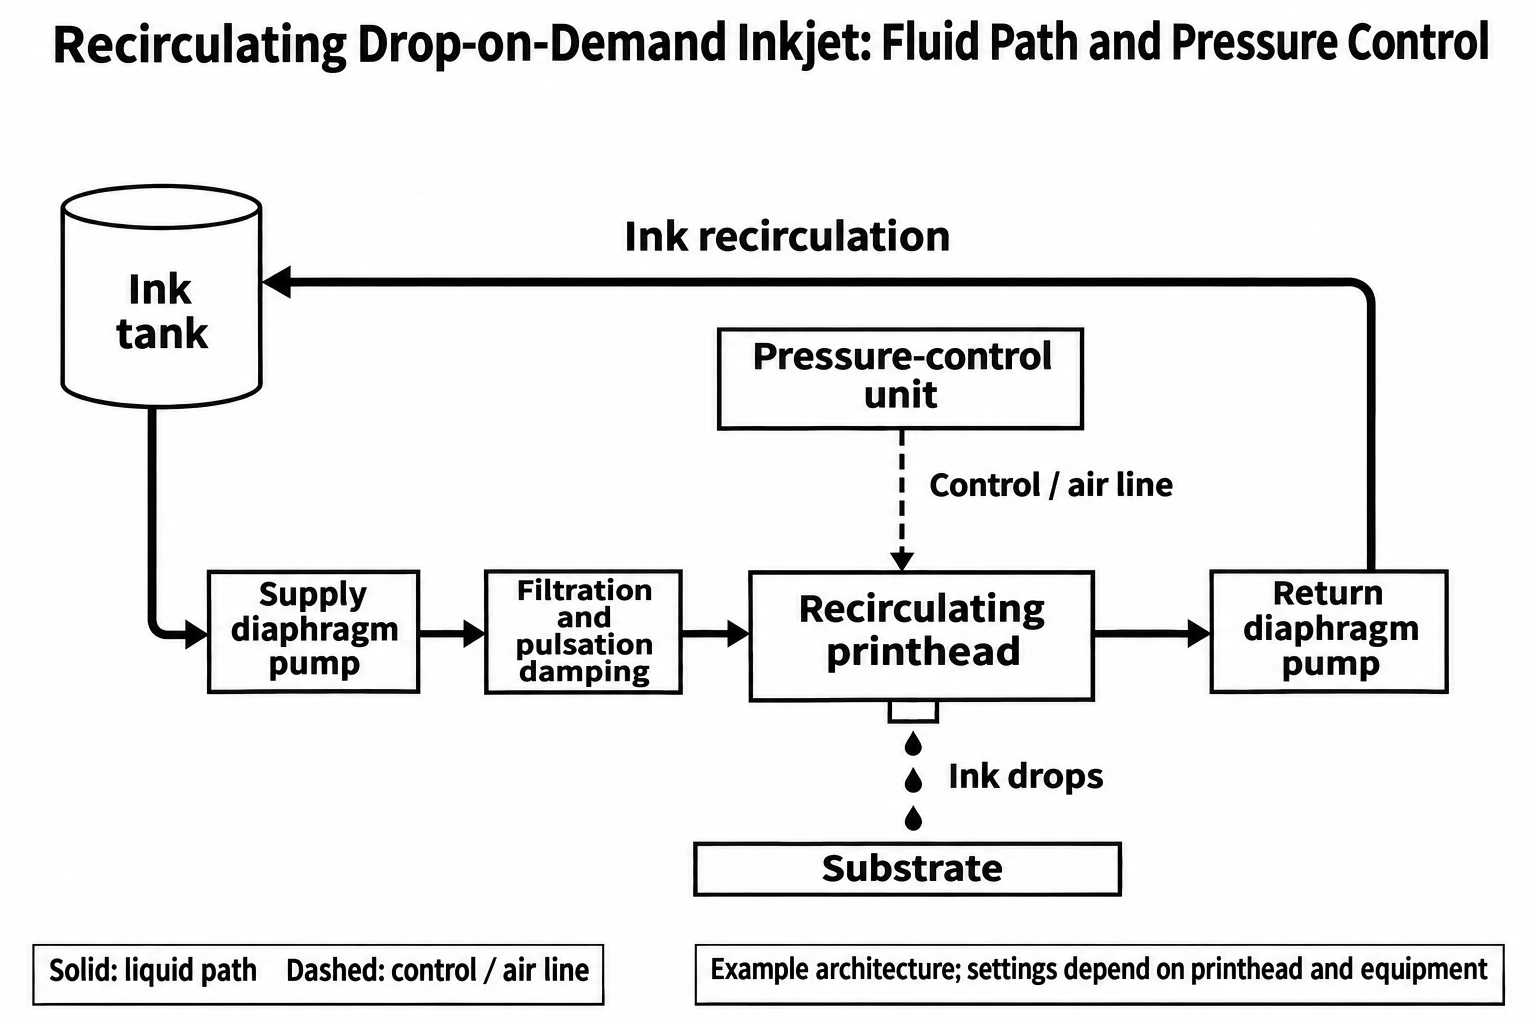 Recirculating Drop-on-Demand Inkjet: Fluid Path and Pressure Control
Ink recirculation
Ink
tank
Pressure-control
unit
Control / air line
Supply
diaphragm
pump
Filtration
and
pulsation
damping
Recirculating
printhead
Return
diaphragm
pump
Ink drops
Substrate
Solid: liquid path    Dashed: control / air line
Example architecture; settings depend on printhead and equipment